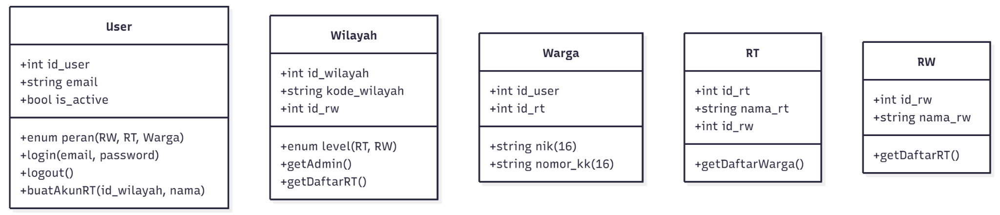 User
+int id_user
+string email
+bool is_active
+enum peran(RW, RT, Warga)
+login(email, password)
+logout()
+buatAkunRT(id_wilayah, nama)
Wilayah
+int id_wilayah
+string kode_wilayah
+int id_rw
+enum level(RT, RW)
+getAdmin()
+getDaftarRT()
Warga
+int id_user
+int id_rt
+string nik(16)
+string nomor_kk(16)
RT
+int id_rt
+string nama_rt
+int id_rw
+getDaftarWarga()
RW
+int id_rw
+string nama_rw
+getDaftarRT()